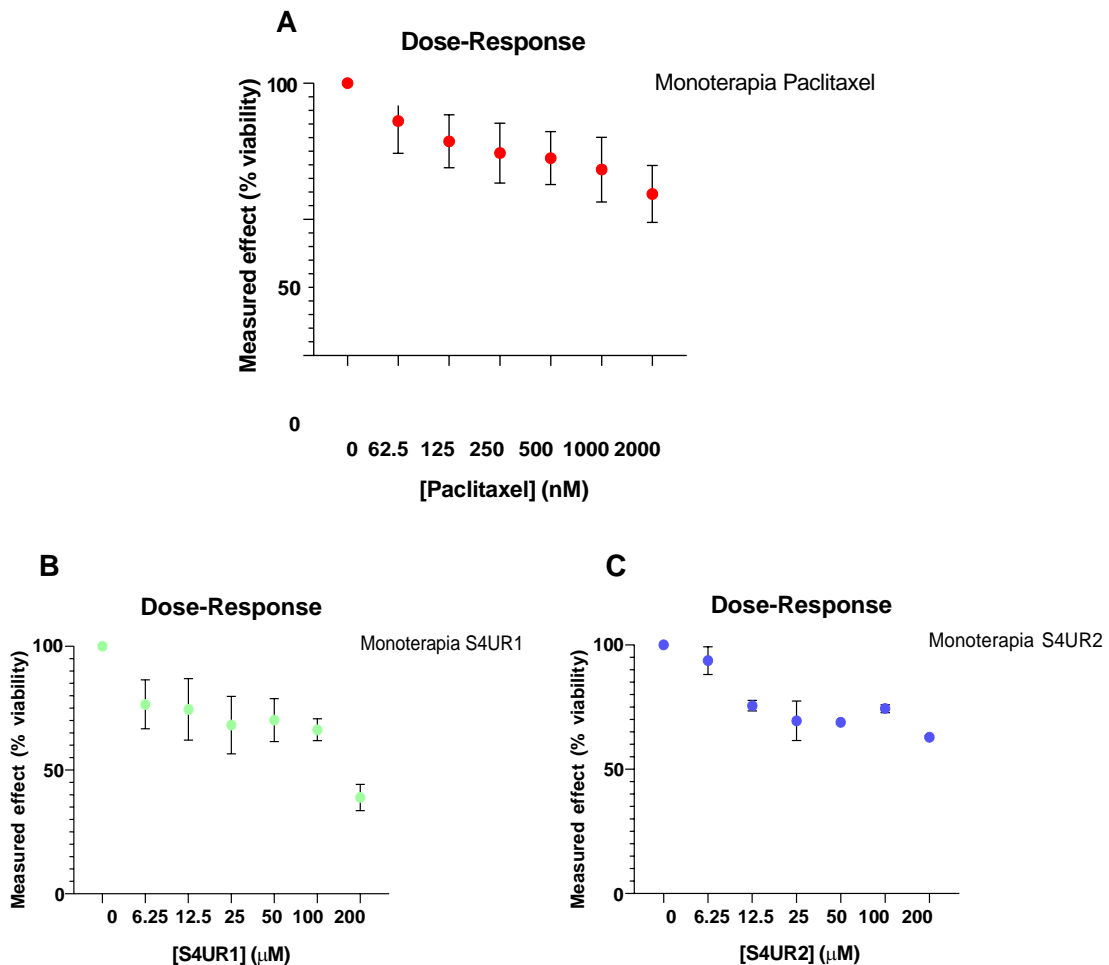 A
Dose-Response
Monoterapia Paclitaxel
Measured effect (% viability)
100
50
0
0 62.5 125 250 500 1000 2000
[Paclitaxel] (nM)
B
Dose-Response
Monoterapia S4UR1
Measured effect (% viability)
100
50
0
0 6.25 12.5 25 50 100 200
[S4UR1] (μM)
C
Dose-Response
Monoterapia S4UR2
Measured effect (% viability)
100
50
0
0 6.25 12.5 25 50 100 200
[S4UR2] (μM)